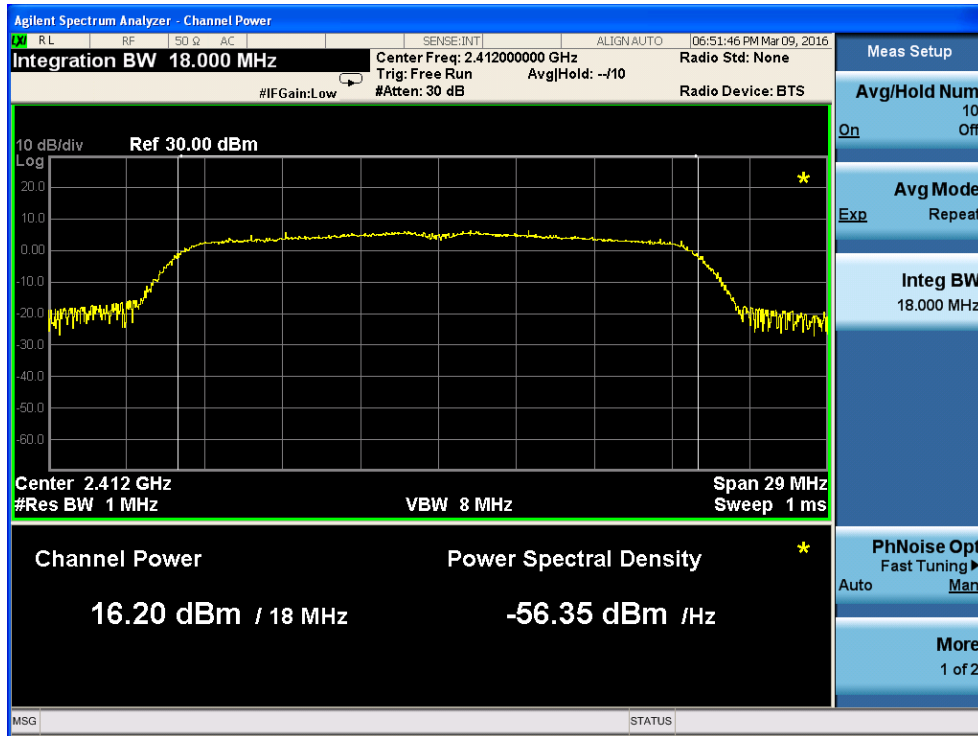 Agilent Spectrum Analyzer - Channel Power
LXI RL RF 50 Ω AC SENSE:INT ALIGN AUTO 06:51:46 PM Mar 09, 2016
Integration BW 18.000 MHz Center Freq: 2.412000000 GHz Radio Std: None
Trig: Free Run Avg|Hold: --/10
#IFGain:Low #Atten: 30 dB Radio Device: BTS
10 dB/div Ref 30.00 dBm
Log
20.0
10.0
0.00
-10.0
-20.0
-30.0
-40.0
-50.0
-60.0
Center 2.412 GHz Span 29 MHz
#Res BW 1 MHz VBW 8 MHz Sweep 1 ms
Channel Power Power Spectral Density
16.20 dBm / 18 MHz -56.35 dBm /Hz
MSG STATUS
Meas Setup
Avg/Hold Num
10
On Off
Avg Mode
Exp Repeat
Integ BW
18.000 MHz
PhNoise Opt
Fast Tuning
Auto Man
More
1 of 2